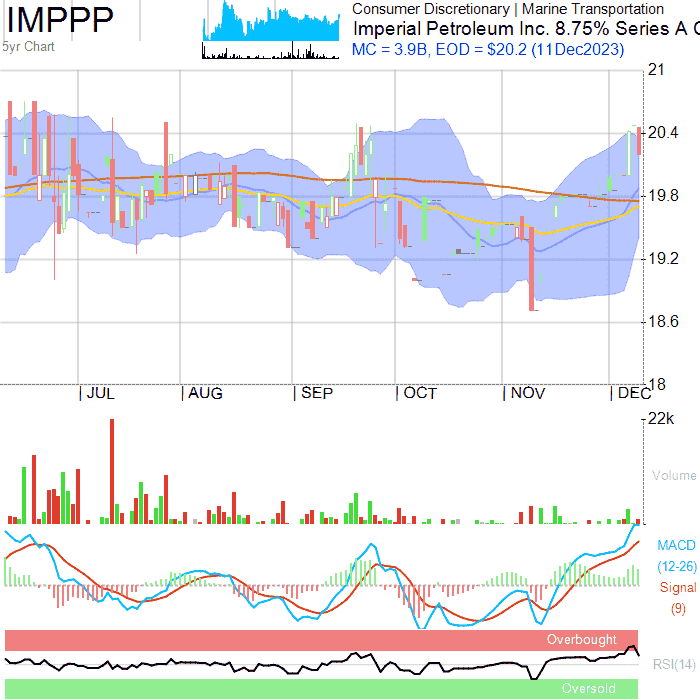 IMPPP
5yr Chart
Consumer Discretionary | Marine Transportation
Imperial Petroleum Inc. 8.75% Series A C
MC = 3.9B, EOD = $20.2 (11Dec2023)
21
20.4
19.8
19.2
18.6
18
| JUL | AUG | SEP | OCT | NOV | DEC
22k
Volume
MACD
(12-26)
Signal
(9)
Overbought
RSI(14)
Oversold